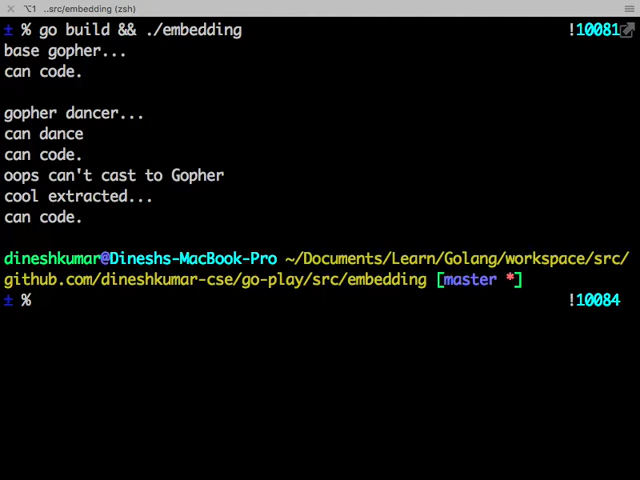 × ⌥1 ..src/embedding (zsh)
± % go build && ./embedding !10081
base gopher...
can code.
gopher dancer...
can dance
can code.
oops can't cast to Gopher
cool extracted...
can code.
dineshkumar@Dineshs-MacBook-Pro ~/Documents/Learn/Golang/workspace/src/
github.com/dineshkumar-cse/go-play/src/embedding [master *]
± % !10084